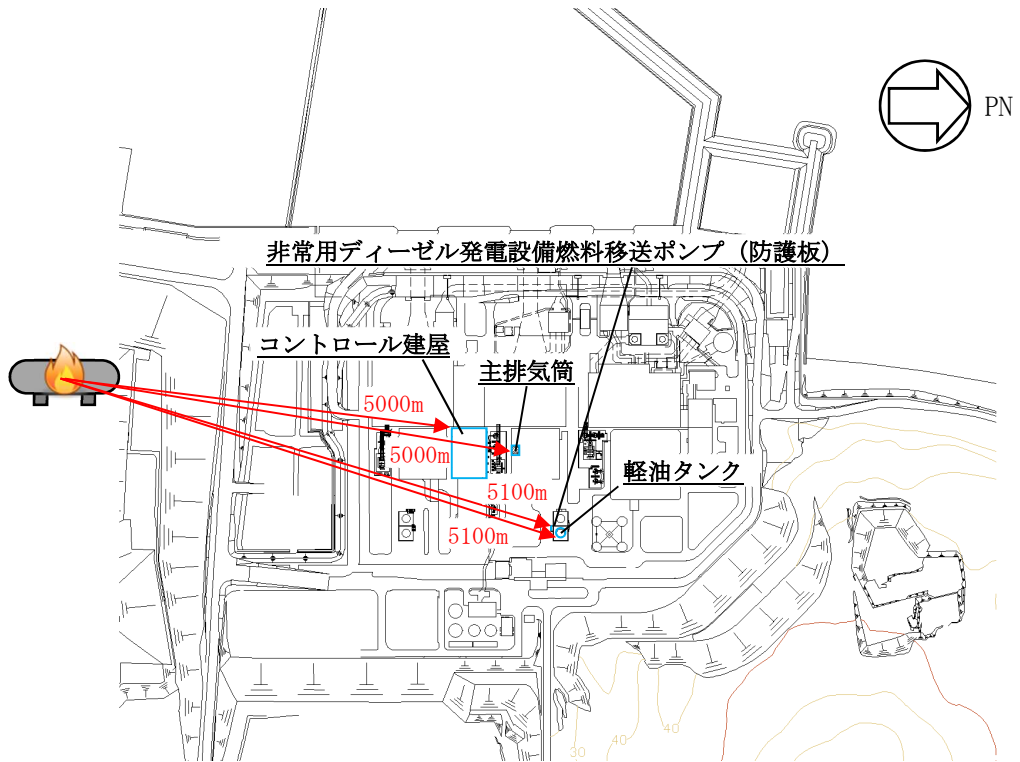 PN
非常用ディーゼル発電設備燃料移送ポンプ（防護板）
コントロール建屋
主排気筒
5000m
5000m
軽油タンク
5100m
5100m
40
40
30